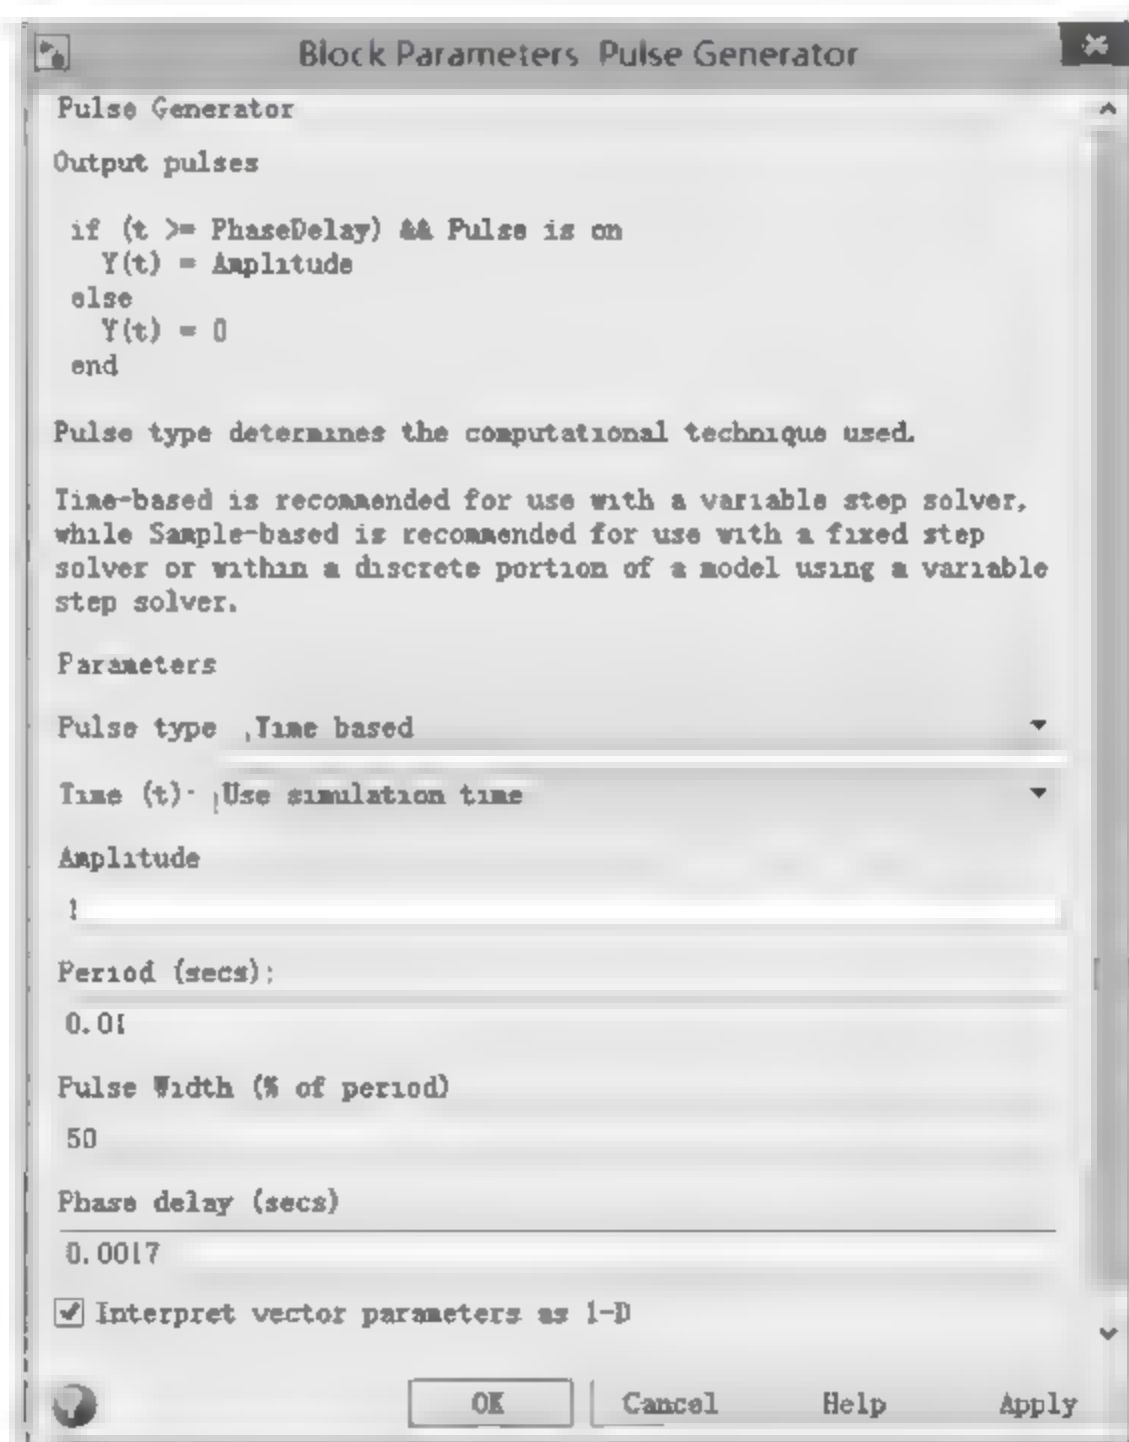 Block Parameters Pulse Generator
Pulse Generator
Output pulses
if (t >= PhaseDelay) && Pulse is on
Y(t) = Amplitude
else
Y(t) = 0
end
Pulse type determines the computational technique used.
Time-based is recommended for use with a variable step solver,
while Sample-based is recommended for use with a fixed step
solver or within a discrete portion of a model using a variable
step solver.
Parameters
Pulse type Time based
Time (t): Use simulation time
Amplitude
1
Period (secs):
0.01
Pulse Width (% of period)
50
Phase delay (secs)
0.0017
Interpret vector parameters as 1-D
OK Cancel Help Apply